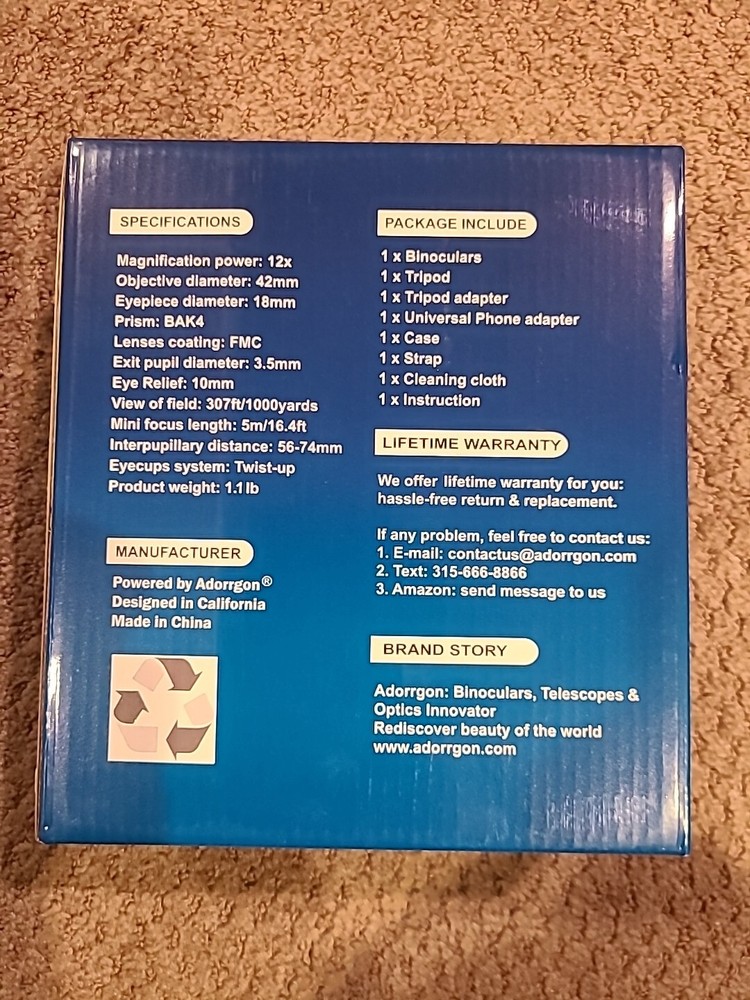 SPECIFICATIONS
Magnification power: 12x
Objective diameter: 42mm
Eyepiece diameter: 18mm
Prism: BAK4
Lenses coating: FMC
Exit pupil diameter: 3.5mm
Eye Relief: 10mm
View of field: 307ft/1000yards
Mini focus length: 5m/16.4ft
Interpupillary distance: 56-74mm
Eyecups system: Twist-up
Product weight: 1.1 lb
MANUFACTURER
Powered by Adorrgon®
Designed in California
Made in China
PACKAGE INCLUDE
1 x Binoculars
1 x Tripod
1 x Tripod adapter
1 x Universal Phone adapter
1 x Case
1 x Strap
1 x Cleaning cloth
1 x Instruction
LIFETIME WARRANTY
We offer lifetime warranty for you:
hassle-free return & replacement.
If any problem, feel free to contact us:
1. E-mail: contactus@adorrgon.com
2. Text: 315-666-8866
3. Amazon: send message to us
BRAND STORY
Adorrgon: Binoculars, Telescopes &
Optics Innovator
Rediscover beauty of the world
www.adorrgon.com